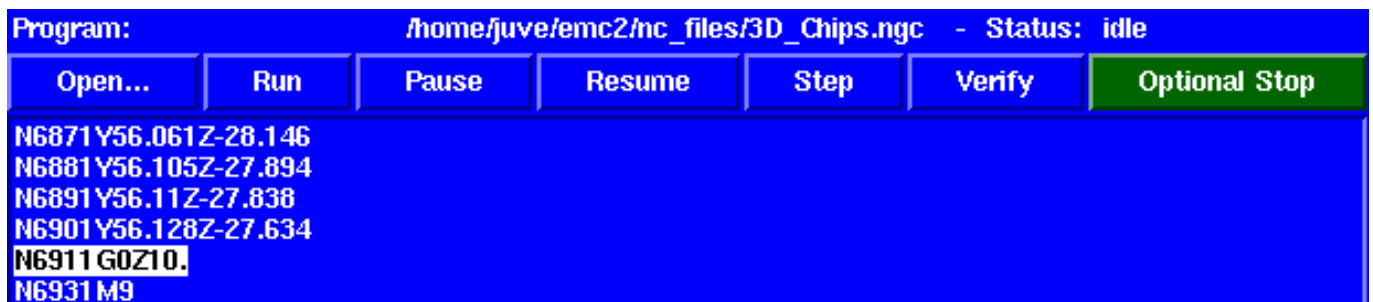 Program: /home/juve/emc2/nc_files/3D_Chips.ngc - Status: idle
Open... Run Pause Resume Step Verify Optional Stop
N6871Y56.061Z-28.146
N6881Y56.105Z-27.894
N6891Y56.11Z-27.838
N6901Y56.128Z-27.634
N6911G0Z10.
N6931M9